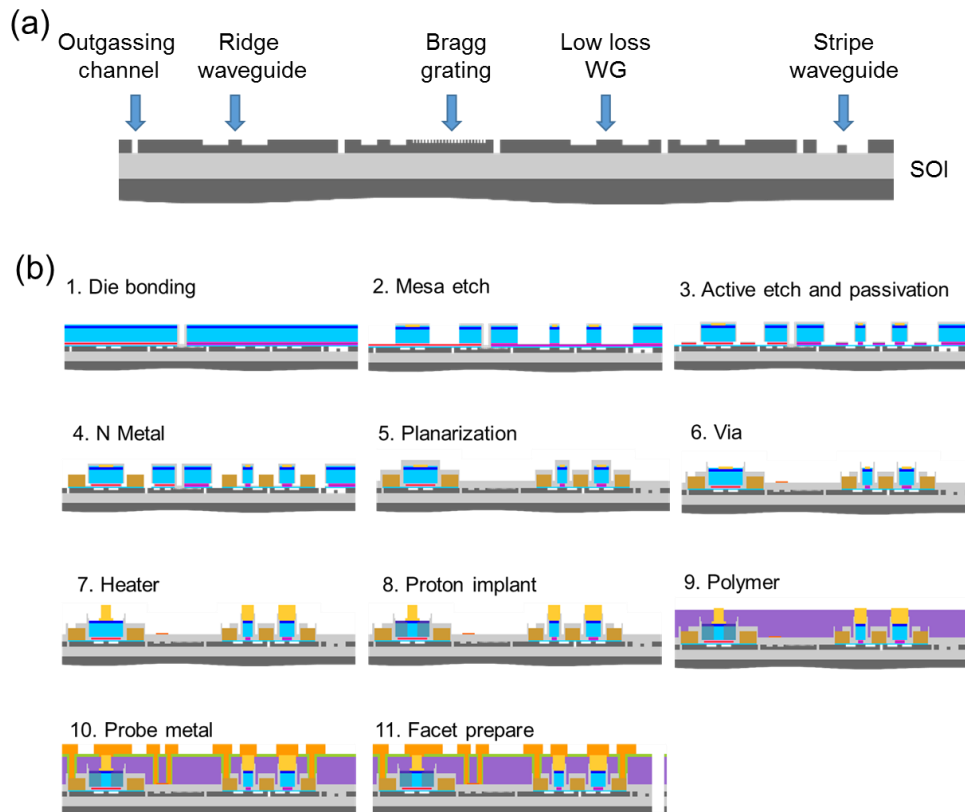 (a)
Outgassing
channel
Ridge
waveguide
Bragg
grating
Low loss
WG
Stripe
waveguide
SOI
(b)
1. Die bonding
2. Mesa etch
3. Active etch and passivation
4. N Metal
5. Planarization
6. Via
7. Heater
8. Proton implant
9. Polymer
10. Probe metal
11. Facet prepare